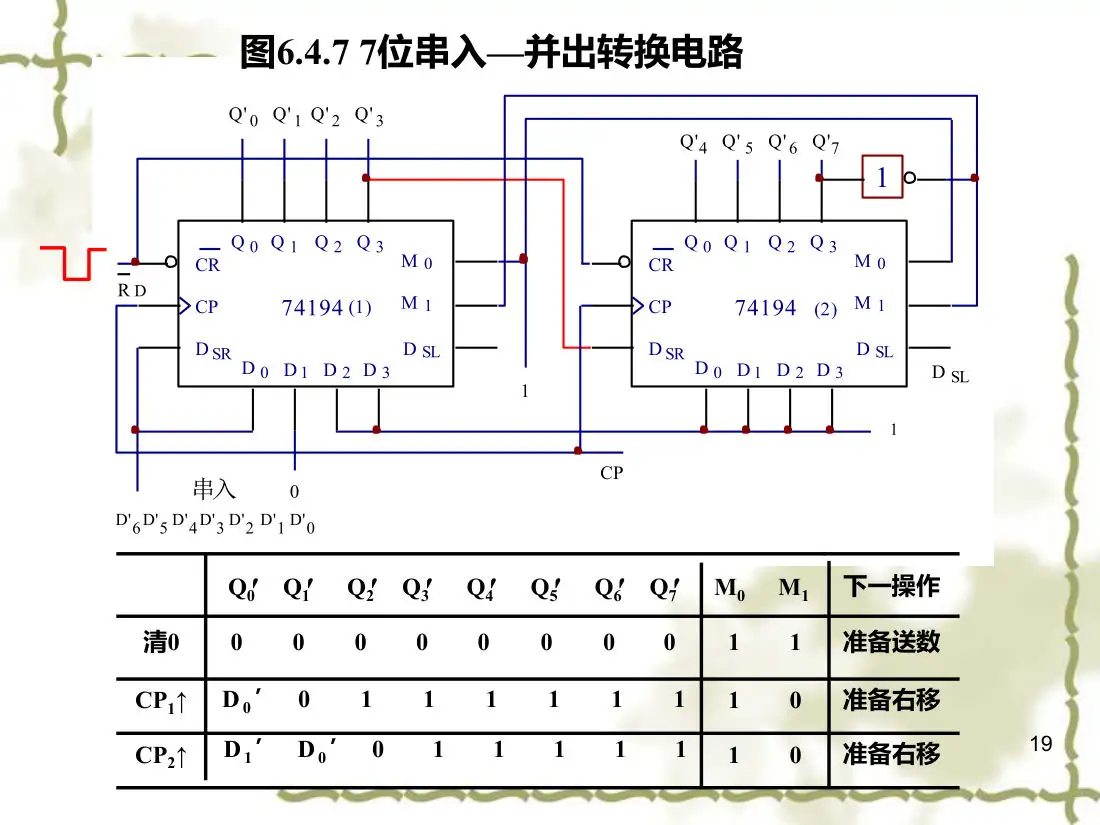 图6.4.7 7位串入—并出转换电路
Q'0 Q'1 Q'2 Q'3
Q'4 Q'5 Q'6 Q'7
1
Q0 Q1 Q2 Q3
Q0 Q1 Q2 Q3
CR M0
CR M0
R̅D
CP 74194 (1) M1
CP 74194 (2) M1
DSR DSL
DSR DSL
D0 D1 D2 D3
D0 D1 D2 D3
DSL
1
1
CP
串入 0
D'6 D'5 D'4 D'3 D'2 D'1 D'0
Q0′ Q1′ Q2′ Q3′ Q4′ Q5′ Q6′ Q7′ M0 M1 下一操作
清0 0 0 0 0 0 0 0 0 1 1 准备送数
CP1↑ D0′ 0 1 1 1 1 1 1 1 0 准备右移
CP2↑ D1′ D0′ 0 1 1 1 1 1 1 0 准备右移
19